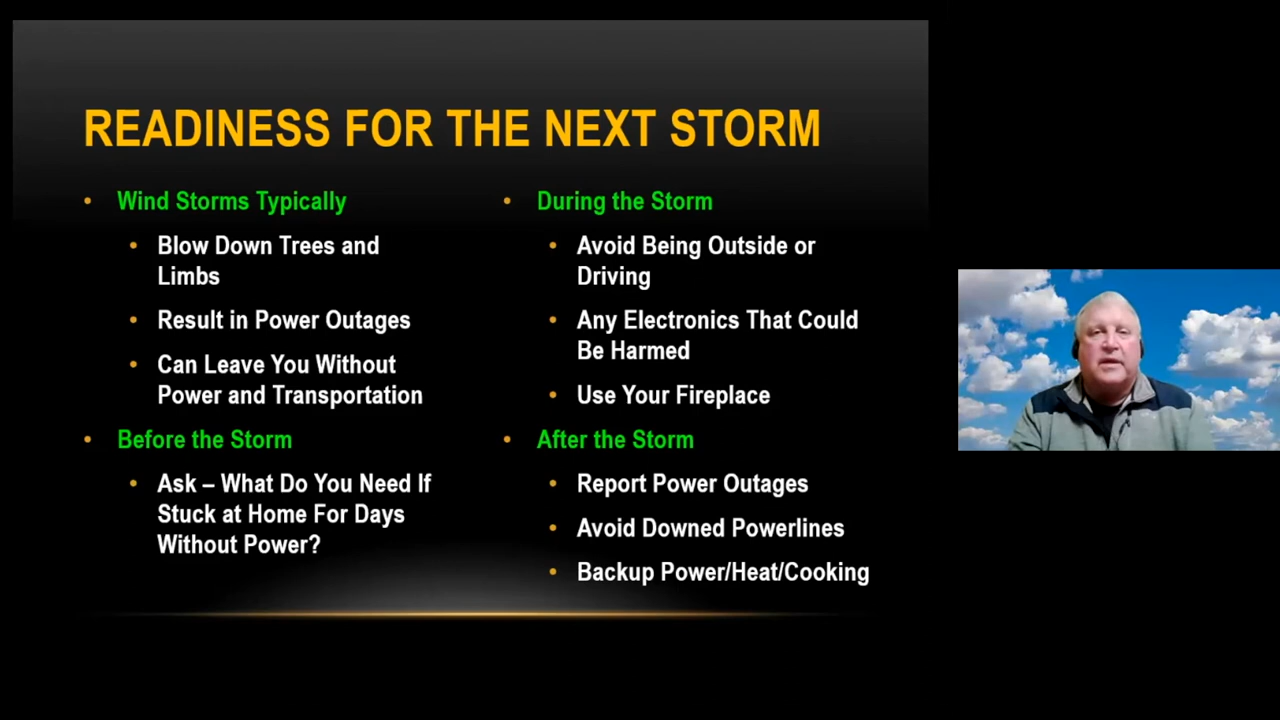 READINESS FOR THE NEXT STORM
• Wind Storms Typically
• Blow Down Trees and
Limbs
• Result in Power Outages
• Can Leave You Without
Power and Transportation
• Before the Storm
• Ask – What Do You Need If
Stuck at Home For Days
Without Power?
• During the Storm
• Avoid Being Outside or
Driving
• Any Electronics That Could
Be Harmed
• Use Your Fireplace
• After the Storm
• Report Power Outages
• Avoid Downed Powerlines
• Backup Power/Heat/Cooking